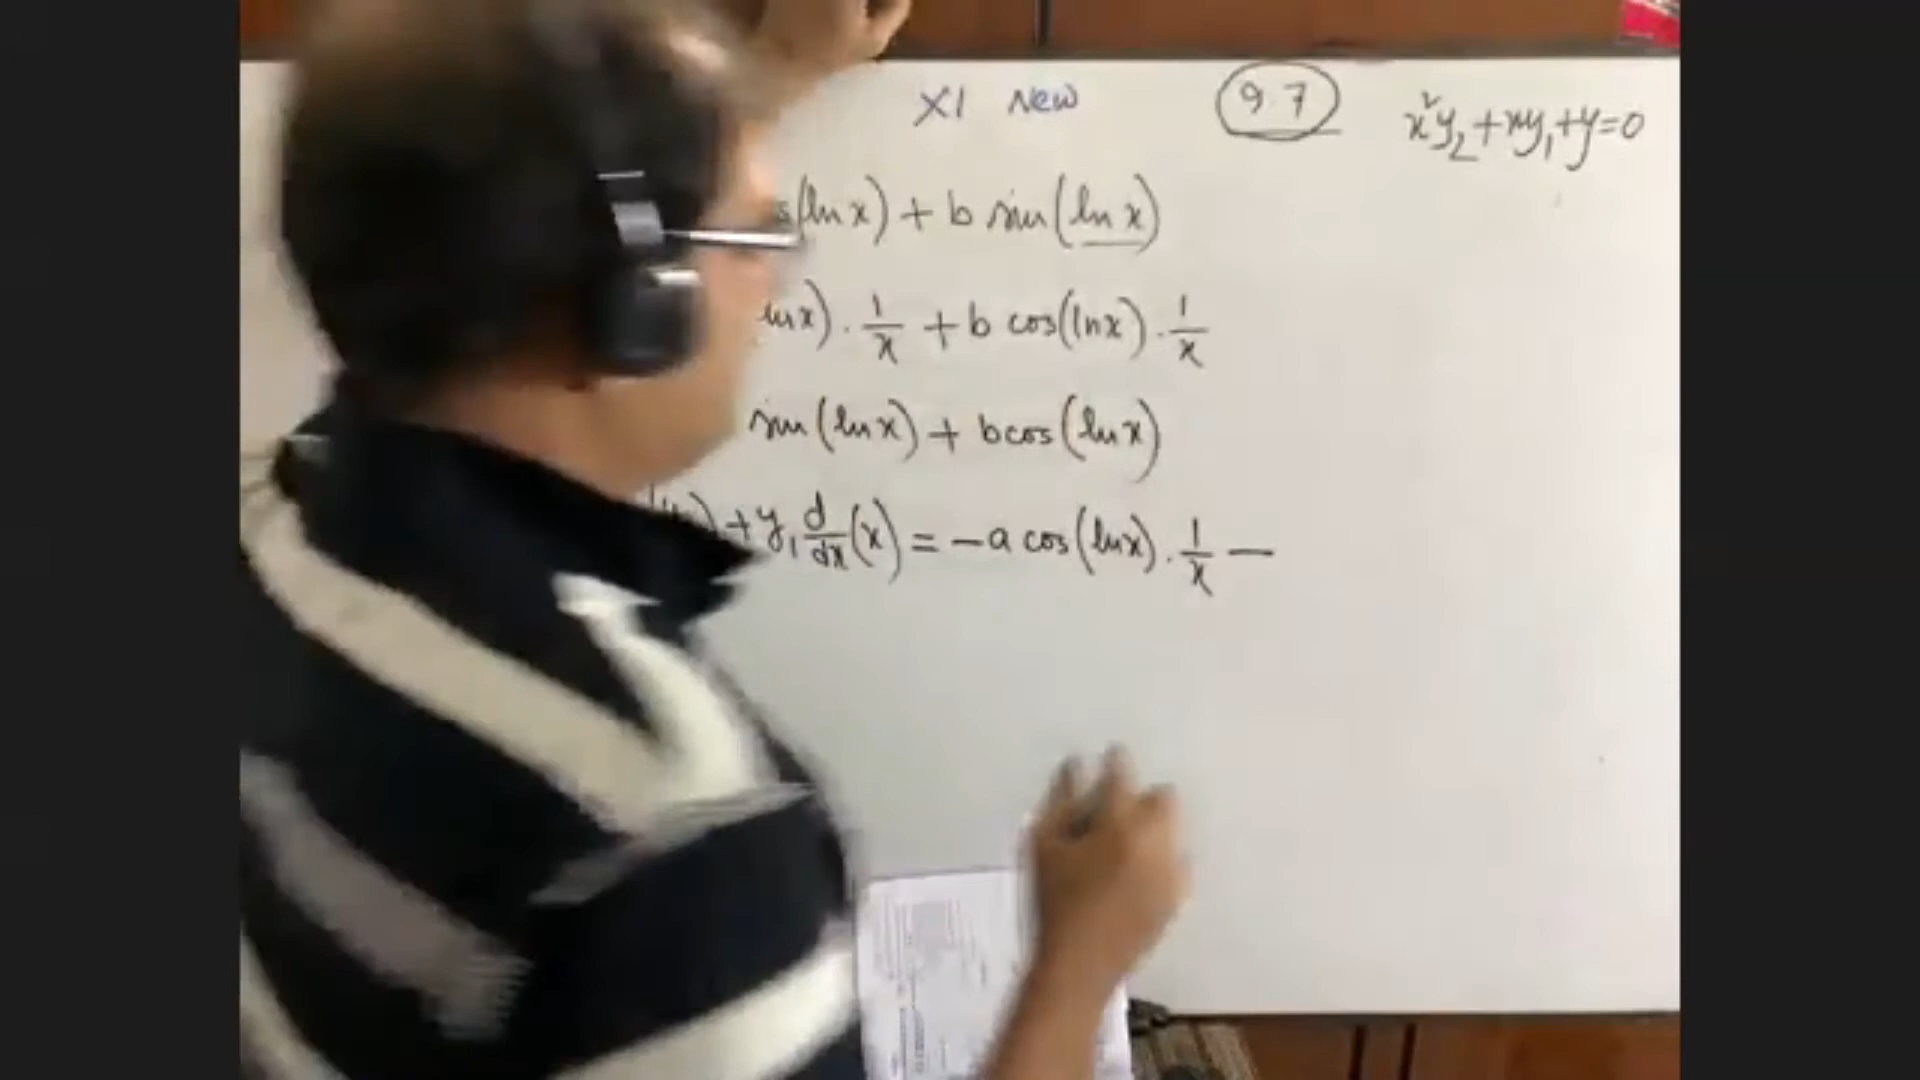 XI New
9.7
x²y₂+xy₁+y=0
s(ln x) + b sin(ln x)
ln x) · 1/x + b cos(ln x) · 1/x
sin(ln x) + b cos(ln x)
+ y₁ d/dx (x) = -a cos(ln x) · 1/x —